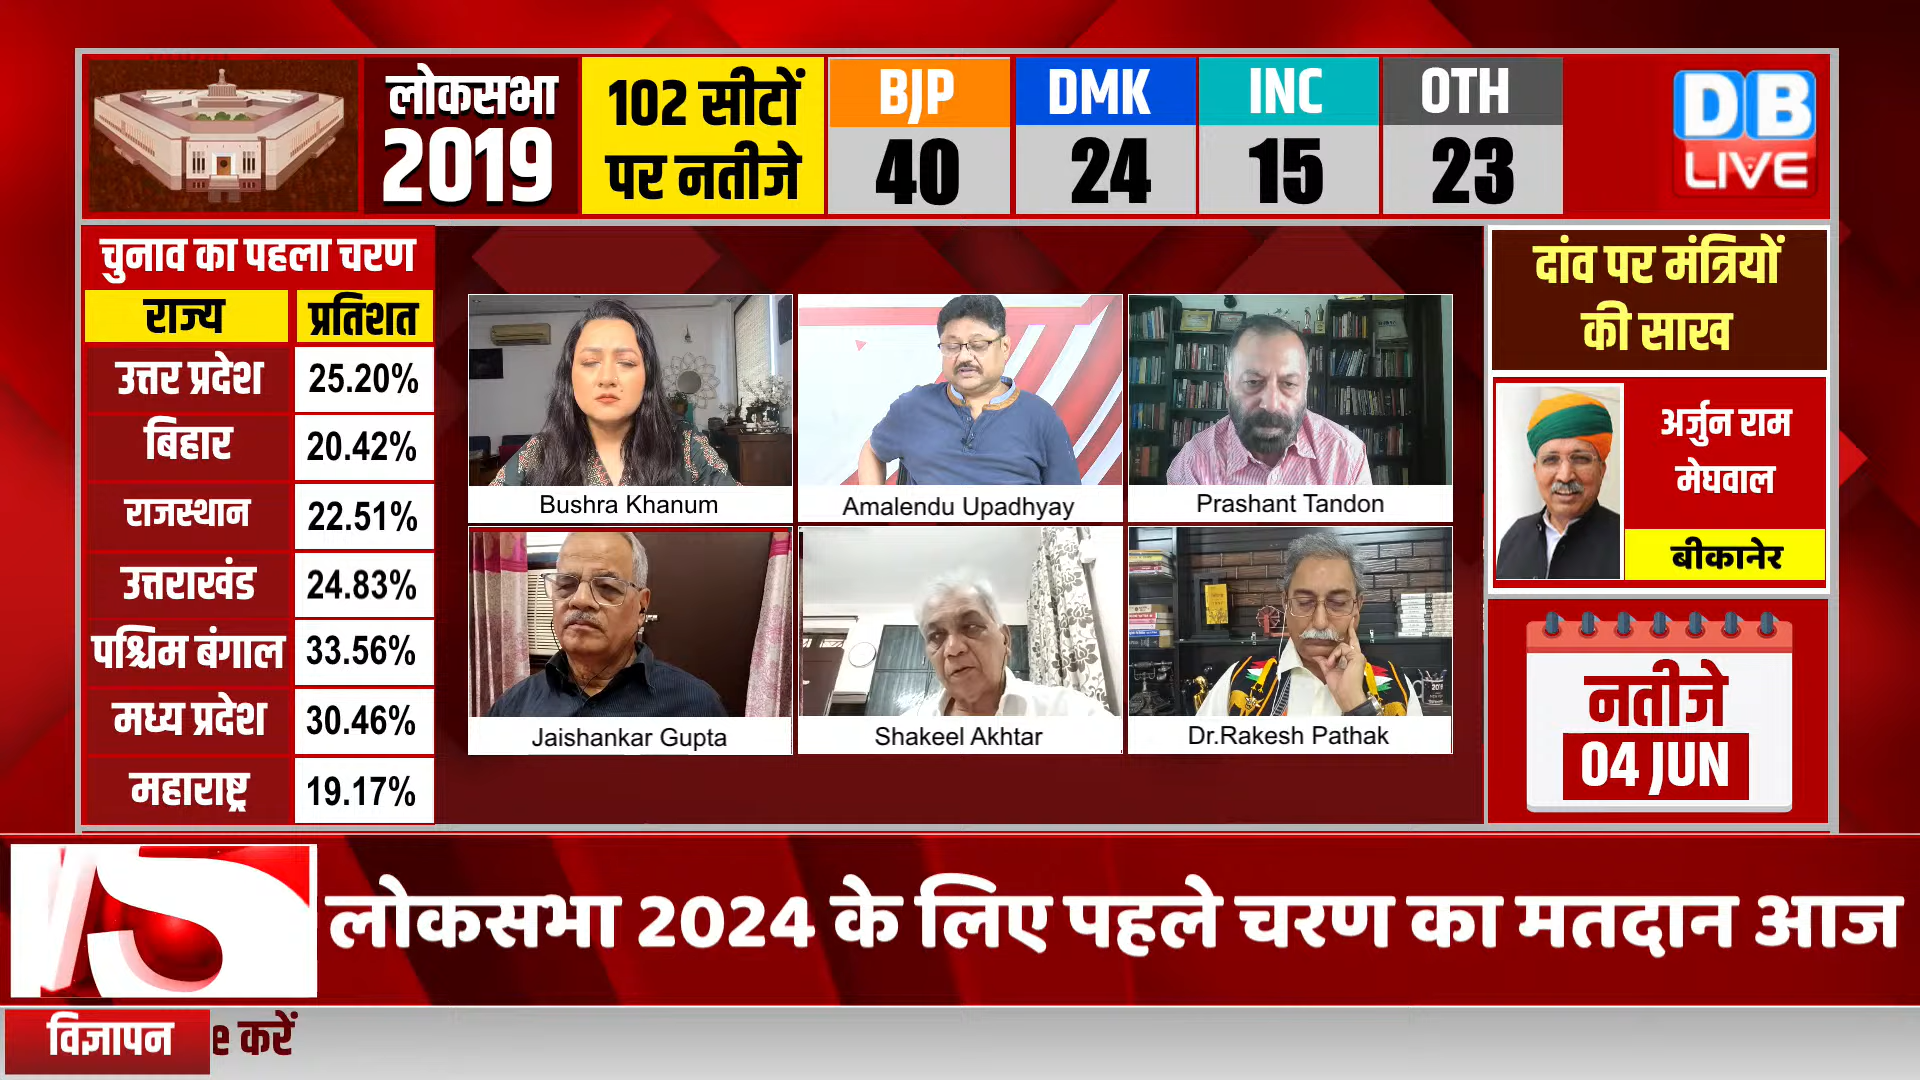 लोकसभा
2019
102 सीटों
पर नतीजे
BJP
40
DMK
24
INC
15
OTH
23
DB
LIVE
चुनाव का पहला चरण
राज्य प्रतिशत
उत्तर प्रदेश 25.20%
बिहार 20.42%
राजस्थान 22.51%
उत्तराखंड 24.83%
पश्चिम बंगाल 33.56%
मध्य प्रदेश 30.46%
महाराष्ट्र 19.17%
Bushra Khanum
Amalendu Upadhyay
Prashant Tandon
Jaishankar Gupta
Shakeel Akhtar
Dr.Rakesh Pathak
दांव पर मंत्रियों
की साख
अर्जुन राम
मेघवाल
बीकानेर
नतीजे
04 JUN
लोकसभा 2024 के लिए पहले चरण का मतदान आज
विज्ञापन
e करें